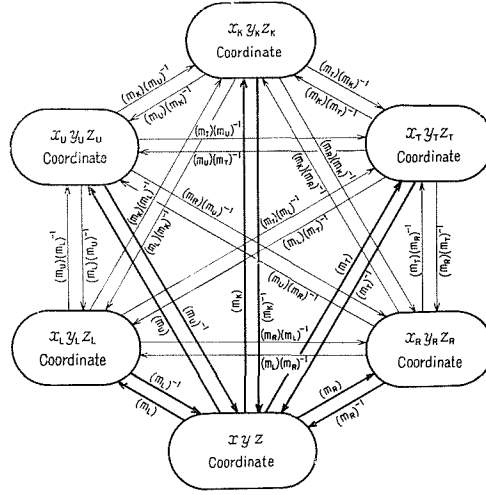 x_K y_K z_K
Coordinate
(m_K)(m_U)⁻¹
(m_U)(m_K)⁻¹
(m_T)(m_K)⁻¹
(m_K)(m_T)⁻¹
x_U y_U z_U
Coordinate
x_T y_T z_T
Coordinate
(m_T)(m_U)⁻¹
(m_U)(m_T)⁻¹
(m_R)(m_K)⁻¹
(m_K)(m_R)⁻¹
(m_K)(m_L)⁻¹
(m_L)(m_K)⁻¹
(m_R)(m_U)⁻¹
(m_U)(m_R)⁻¹
(m_T)(m_L)⁻¹
(m_L)(m_T)⁻¹
(m_U)(m_L)⁻¹
(m_L)(m_U)⁻¹
(m_T)(m_R)⁻¹
(m_R)(m_T)⁻¹
(m_U)
(m_U)⁻¹
(m_K)
(m_K)⁻¹
(m_T)
(m_T)⁻¹
x_L y_L z_L
Coordinate
x_R y_R z_R
Coordinate
(m_R)(m_L)⁻¹
(m_L)(m_R)⁻¹
(m_L)⁻¹
(m_L)
(m_R)
(m_R)⁻¹
x y z
Coordinate